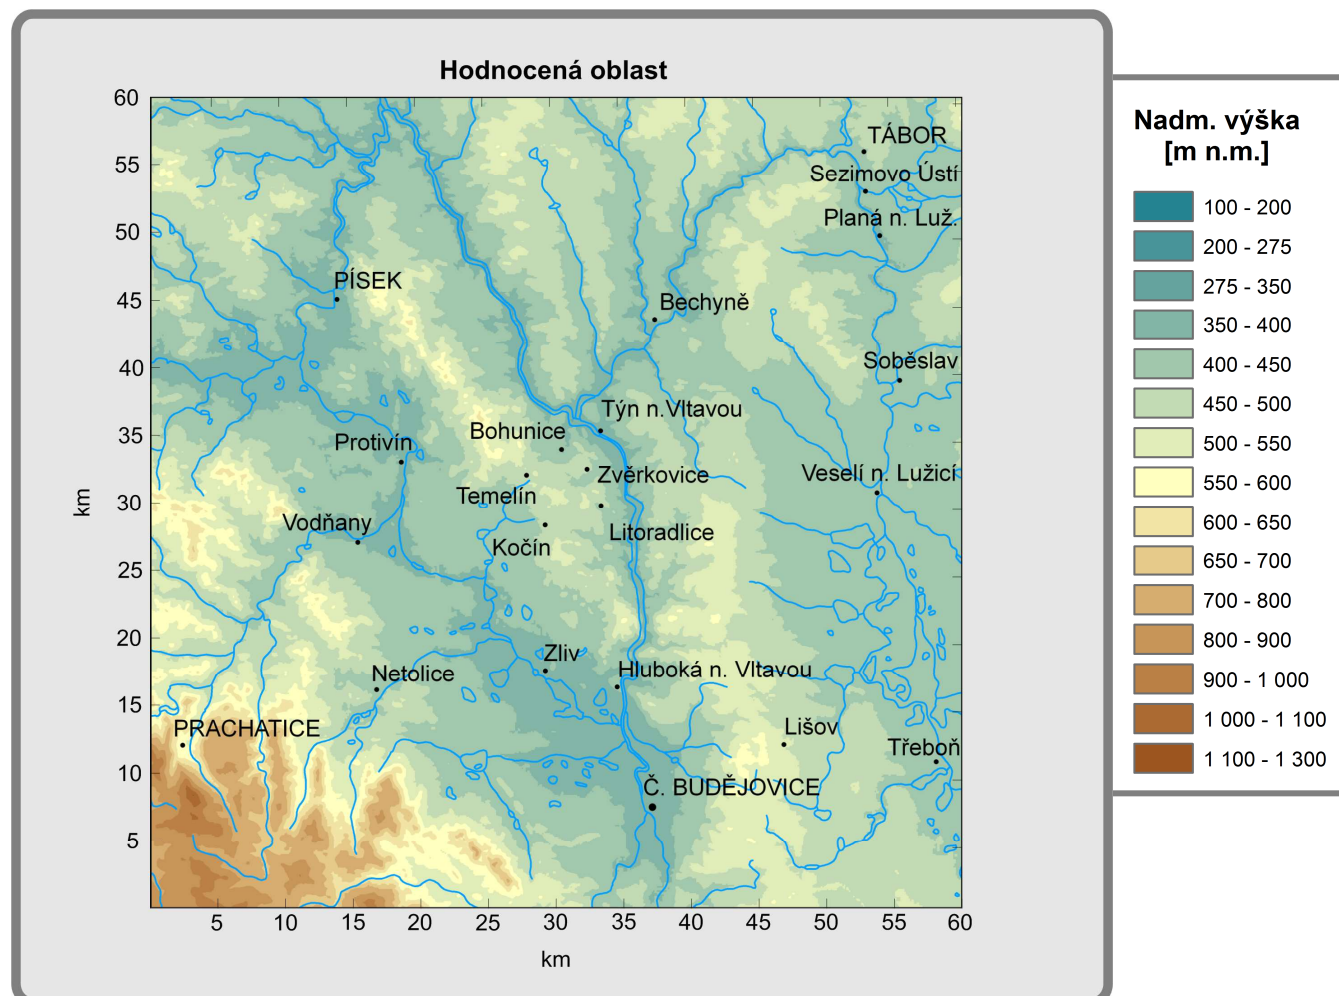 Hodnocená oblast
60
55
50
45
40
35
30
25
20
15
10
5
km
5
10
15
20
25
30
35
40
45
50
55
60
km
TÁBOR
Sezimovo Ústí
Planá n. Luž.
PÍSEK
Bechyně
Soběslav
Týn n.Vltavou
Bohunice
Protivín
Zvěrkovice
Veselí n. Lužicí
Temelín
Vodňany
Litoradlice
Kočín
Zliv
Hluboká n. Vltavou
Netolice
PRACHATICE
Lišov
Třeboň
Č. BUDĚJOVICE
Nadm. výška
[m n.m.]
100 - 200
200 - 275
275 - 350
350 - 400
400 - 450
450 - 500
500 - 550
550 - 600
600 - 650
650 - 700
700 - 800
800 - 900
900 - 1 000
1 000 - 1 100
1 100 - 1 300